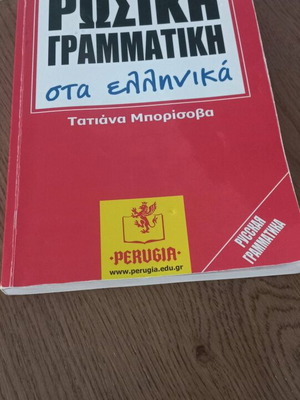 ΡΩΣΙΚΗ
ΓΡΑΜΜΑΤΙΚΗ
στα ελληνικά
Τατιάνα Μπορίσοβα
PERUGIA
www.perugia.edu.gr
РУССКАЯ
ГРАММАТИКА